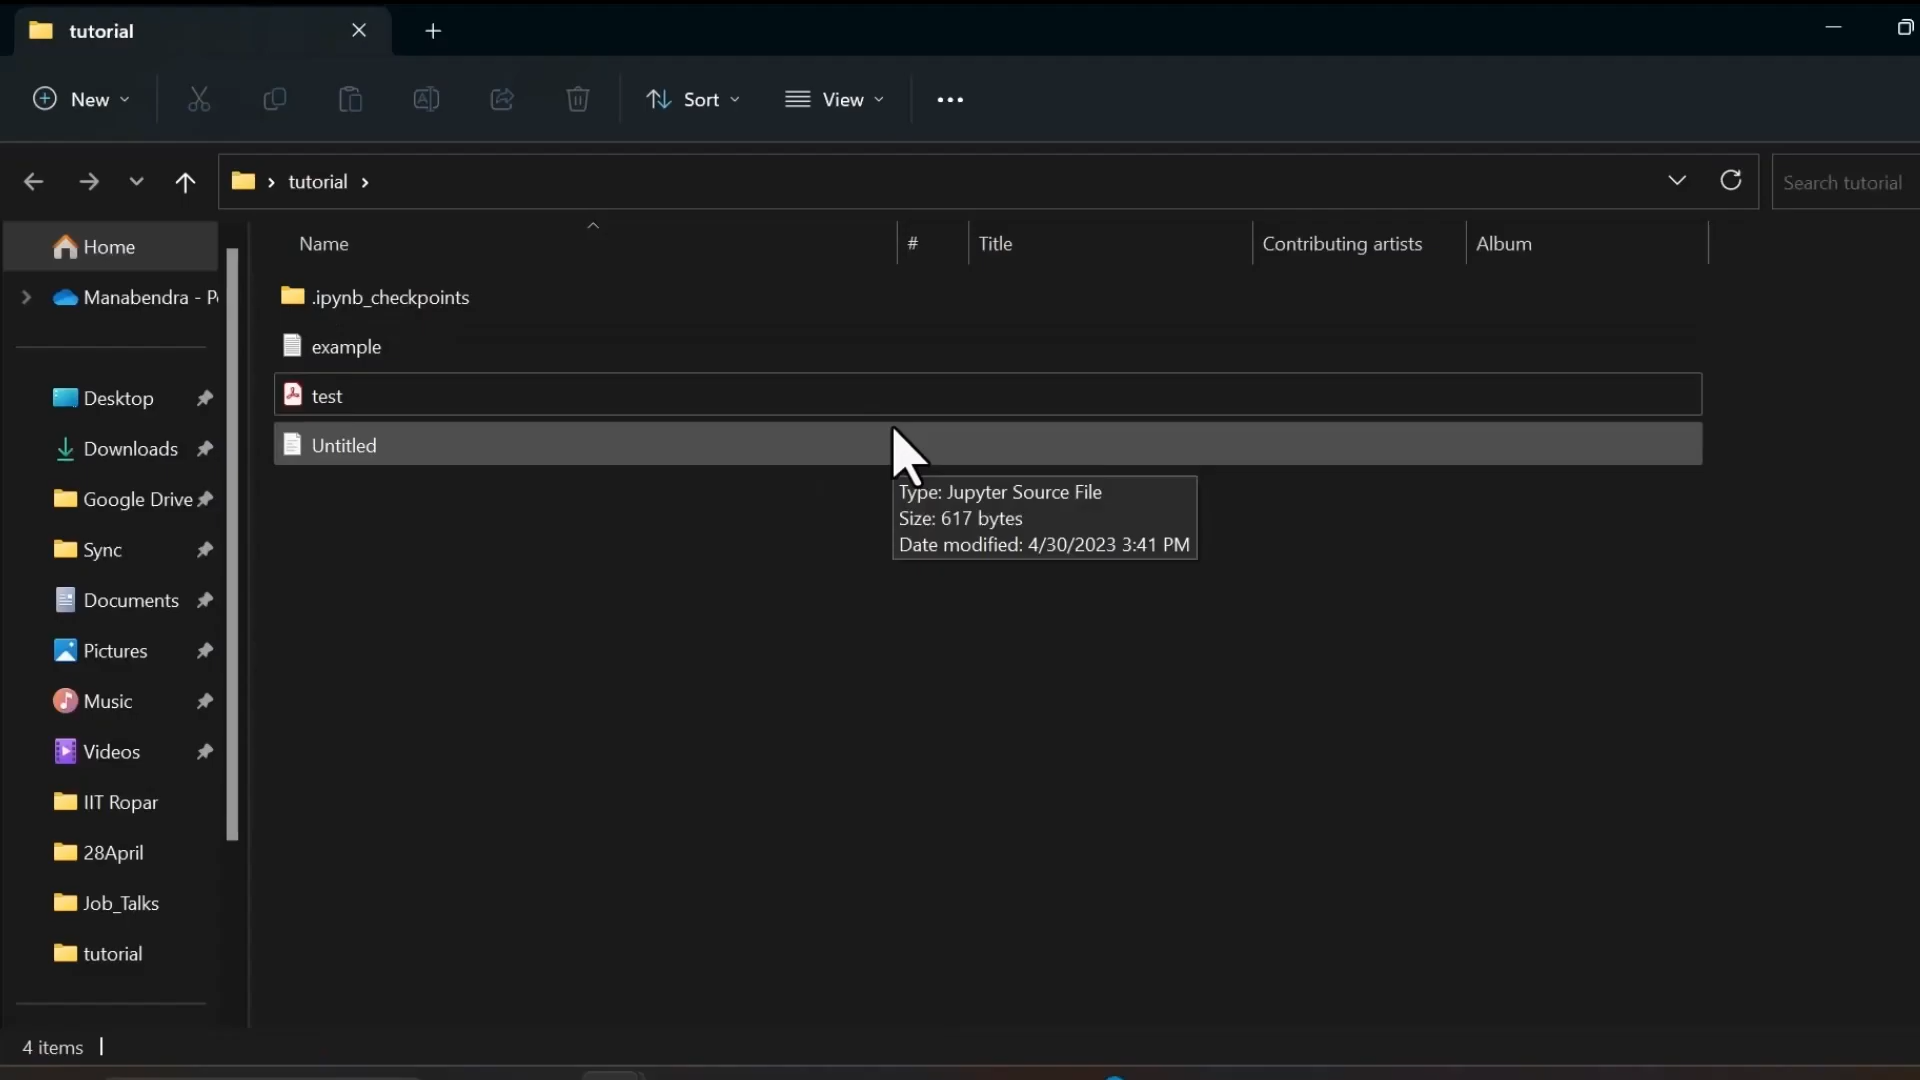 tutorial
New
Sort
View
tutorial
Search tutorial
Name
#
Title
Contributing artists
Album
Home
Manabendra - Pe
Desktop
Downloads
Google Drive
Sync
Documents
Pictures
Music
Videos
IIT Ropar
28April
Job_Talks
tutorial
.ipynb_checkpoints
example
test
Untitled
Type: Jupyter Source File
Size: 617 bytes
Date modified: 4/30/2023 3:41 PM
4 items